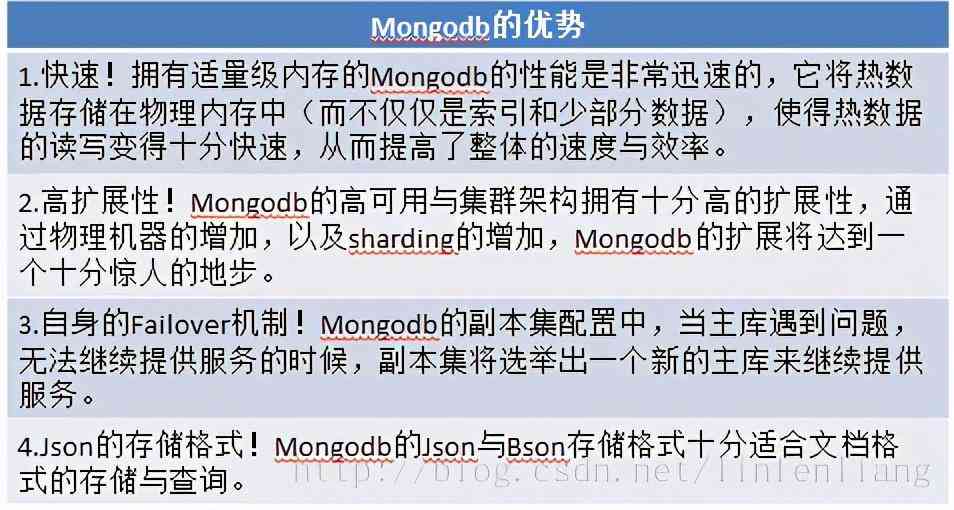 Mongodb的优势
1.快速！拥有适量级内存的Mongodb的性能是非常迅速的，它将热数
据存储在物理内存中（而不仅仅是索引和少部分数据），使得热数据
的读写变得十分快速，从而提高了整体的速度与效率。
2.高扩展性！Mongodb的高可用与集群架构拥有十分高的扩展性，通
过物理机器的增加，以及sharding的增加，Mongodb的扩展将达到一
个十分惊人的地步。
3.自身的Failover机制！Mongodb的副本集配置中，当主库遇到问题，
无法继续提供服务的时候，副本集将选举出一个新的主库来继续提供
服务。
4.Json的存储格式！Mongodb的Json与Bson存储格式十分适合文档格
式的存储与查询。
http://blog.csdn.net/linfenliang